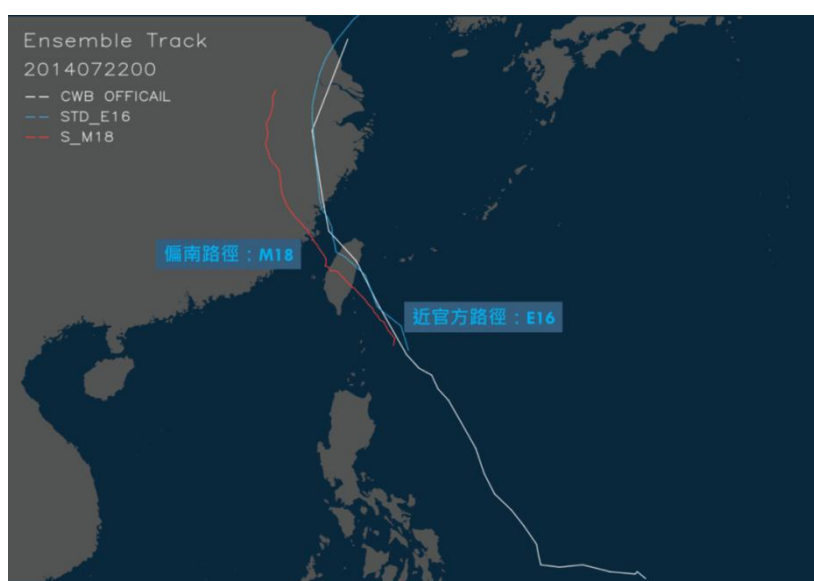 Ensemble Track
2014072200
CWB OFFICAIL
STD_E16
S_M18
偏南路徑：M18
近官方路徑：E16